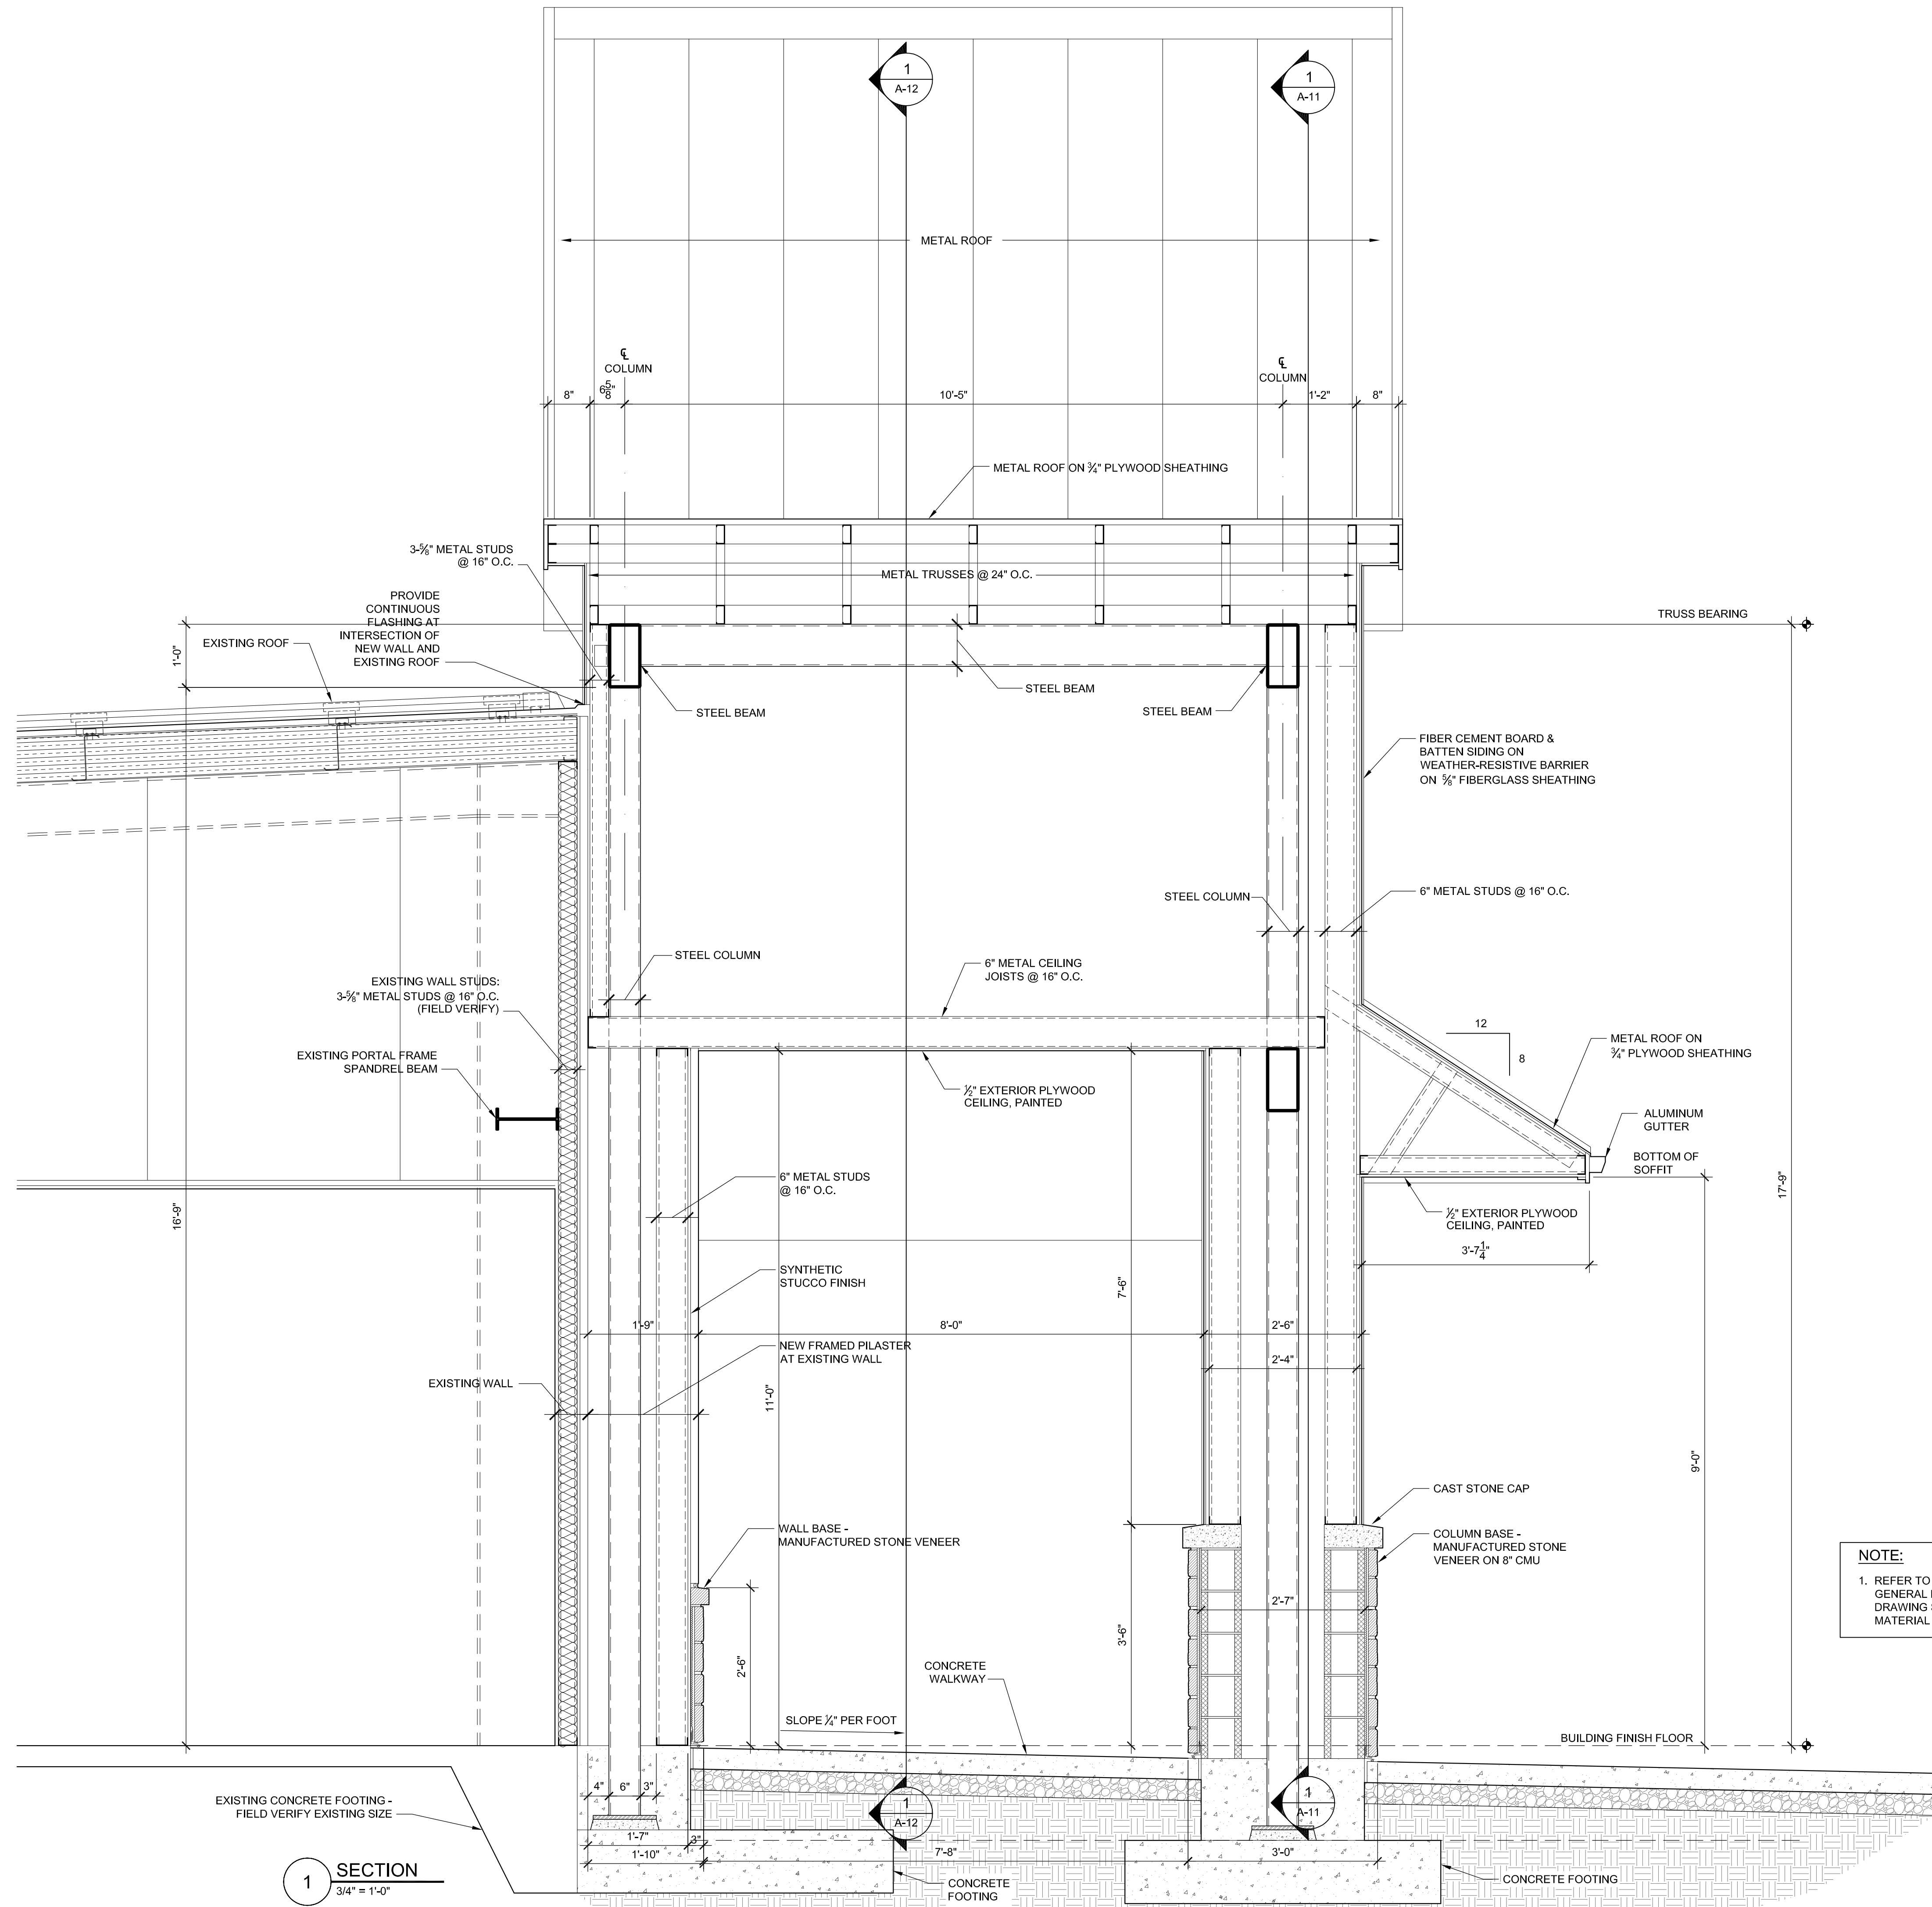 1
A-12
1
A-11
METAL ROOF
℄
COLUMN
℄
COLUMN
8"
6 5/8"
10'-5"
1'-2"
8"
METAL ROOF ON 3/4" PLYWOOD SHEATHING
3-5/8" METAL STUDS
@ 16" O.C.
METAL TRUSSES @ 24" O.C.
PROVIDE
CONTINUOUS
FLASHING AT
INTERSECTION OF
NEW WALL AND
EXISTING ROOF
EXISTING ROOF
1'-0"
TRUSS BEARING
STEEL BEAM
STEEL BEAM
STEEL BEAM
FIBER CEMENT BOARD &
BATTEN SIDING ON
WEATHER-RESISTIVE BARRIER
ON 5/8" FIBERGLASS SHEATHING
STEEL COLUMN
6" METAL STUDS @ 16" O.C.
STEEL COLUMN
6" METAL CEILING
JOISTS @ 16" O.C.
EXISTING WALL STUDS:
3-5/8" METAL STUDS @ 16" O.C.
(FIELD VERIFY)
EXISTING PORTAL FRAME
SPANDREL BEAM
12
8
METAL ROOF ON
3/4" PLYWOOD SHEATHING
1/2" EXTERIOR PLYWOOD
CEILING, PAINTED
ALUMINUM
GUTTER
BOTTOM OF
SOFFIT
6" METAL STUDS
@ 16" O.C.
16'-9"
17'-9"
1/2" EXTERIOR PLYWOOD
CEILING, PAINTED
3'-7 1/4"
SYNTHETIC
STUCCO FINISH
7'-6"
1'-9"
8'-0"
2'-6"
NEW FRAMED PILASTER
AT EXISTING WALL
2'-4"
EXISTING WALL
11'-0"
9'-0"
CAST STONE CAP
WALL BASE -
MANUFACTURED STONE VENEER
COLUMN BASE -
MANUFACTURED STONE
VENEER ON 8" CMU
NOTE:
1. REFER TO
GENERAL
DRAWING
MATERIAL
2'-7"
3'-6"
2'-6"
CONCRETE
WALKWAY
SLOPE 1/4" PER FOOT
BUILDING FINISH FLOOR
4"
6"
3"
EXISTING CONCRETE FOOTING -
FIELD VERIFY EXISTING SIZE
1
A-12
1
A-11
1'-7"
3"
1'-10"
7'-8"
3'-0"
CONCRETE
FOOTING
CONCRETE FOOTING
1
SECTION
3/4" = 1'-0"